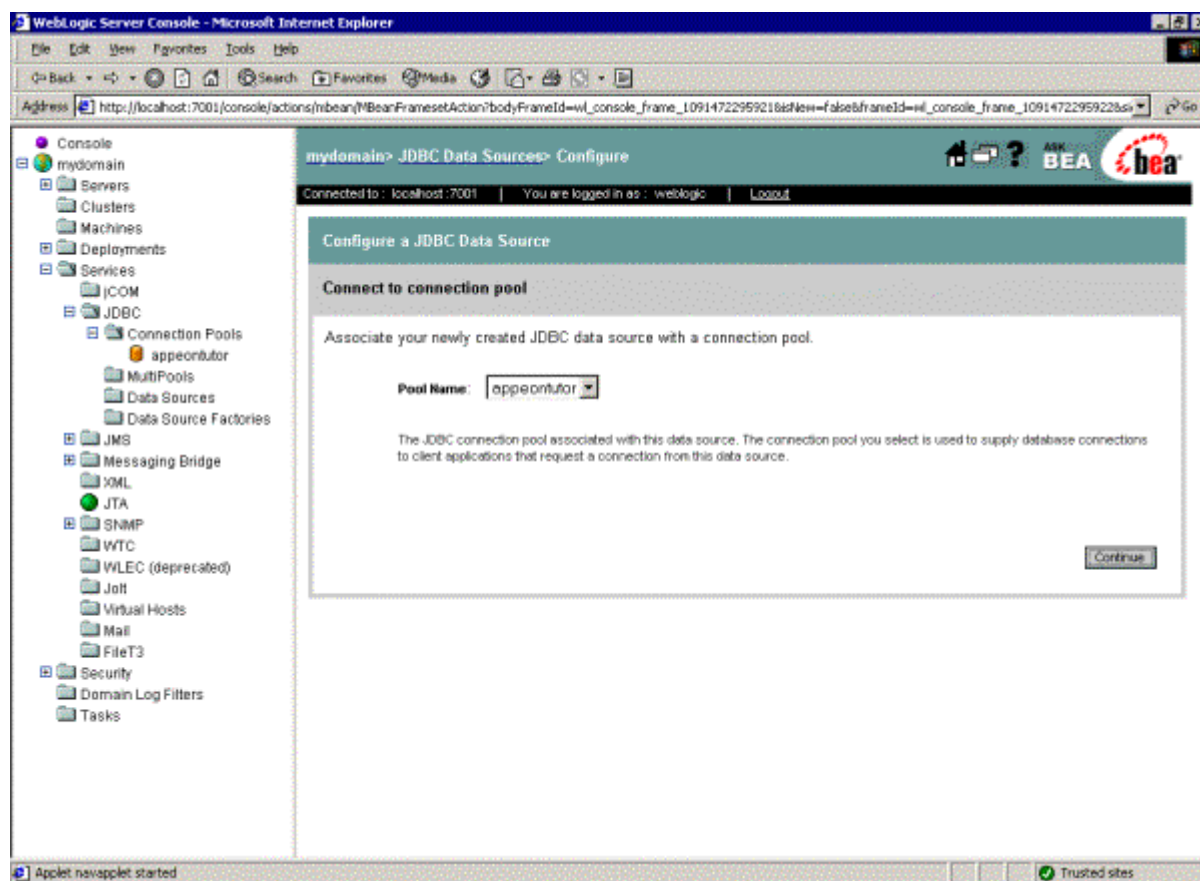 WebLogic Server Console - Microsoft Internet Explorer
File Edit View Favorites Tools Help
Back Search Favorites Media
Address http://localhost:7001/console/actions/mbean/MBeanFramesetAction?bodyFrameId=wl_console_frame_1091472295921&isNew=false&frameId=wl_console_frame_1091472295922&si Go
Console
mydomain
Servers
Clusters
Machines
Deployments
Services
jCOM
JDBC
Connection Pools
appeontutor
MultiPools
Data Sources
Data Source Factories
JMS
Messaging Bridge
XML
JTA
SNMP
WTC
WLEC (deprecated)
Jolt
Virtual Hosts
Mail
FileT3
Security
Domain Log Filters
Tasks
mydomain> JDBC Data Sources> Configure
? ASK BEA bea
Connected to : localhost :7001 | You are logged in as : weblogic | Logout
Configure a JDBC Data Source
Connect to connection pool
Associate your newly created JDBC data source with a connection pool.
Pool Name: appeontutor
The JDBC connection pool associated with this data source. The connection pool you select is used to supply database connections
to client applications that request a connection from this data source.
Continue
Applet navapplet started
Trusted sites